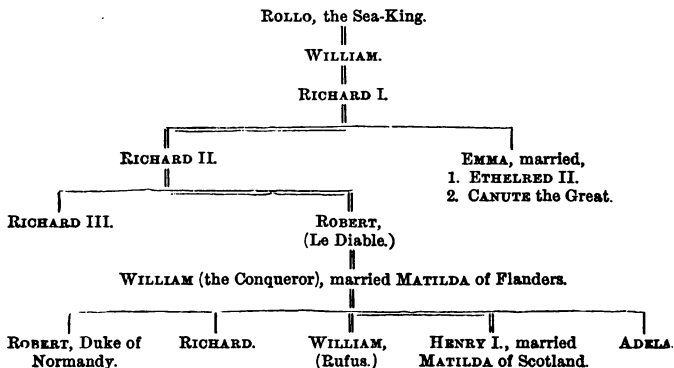 ROLLO, the Sea-King.
WILLIAM.
RICHARD I.
RICHARD II.
EMMA, married,
1. ETHELRED II.
2. CANUTE the Great.
RICHARD III.
ROBERT,
(Le Diable.)
WILLIAM (the Conqueror), married MATILDA of Flanders.
ROBERT, Duke of
Normandy.
RICHARD.
WILLIAM,
(Rufus.)
HENRY I., married
MATILDA of Scotland.
ADELA.